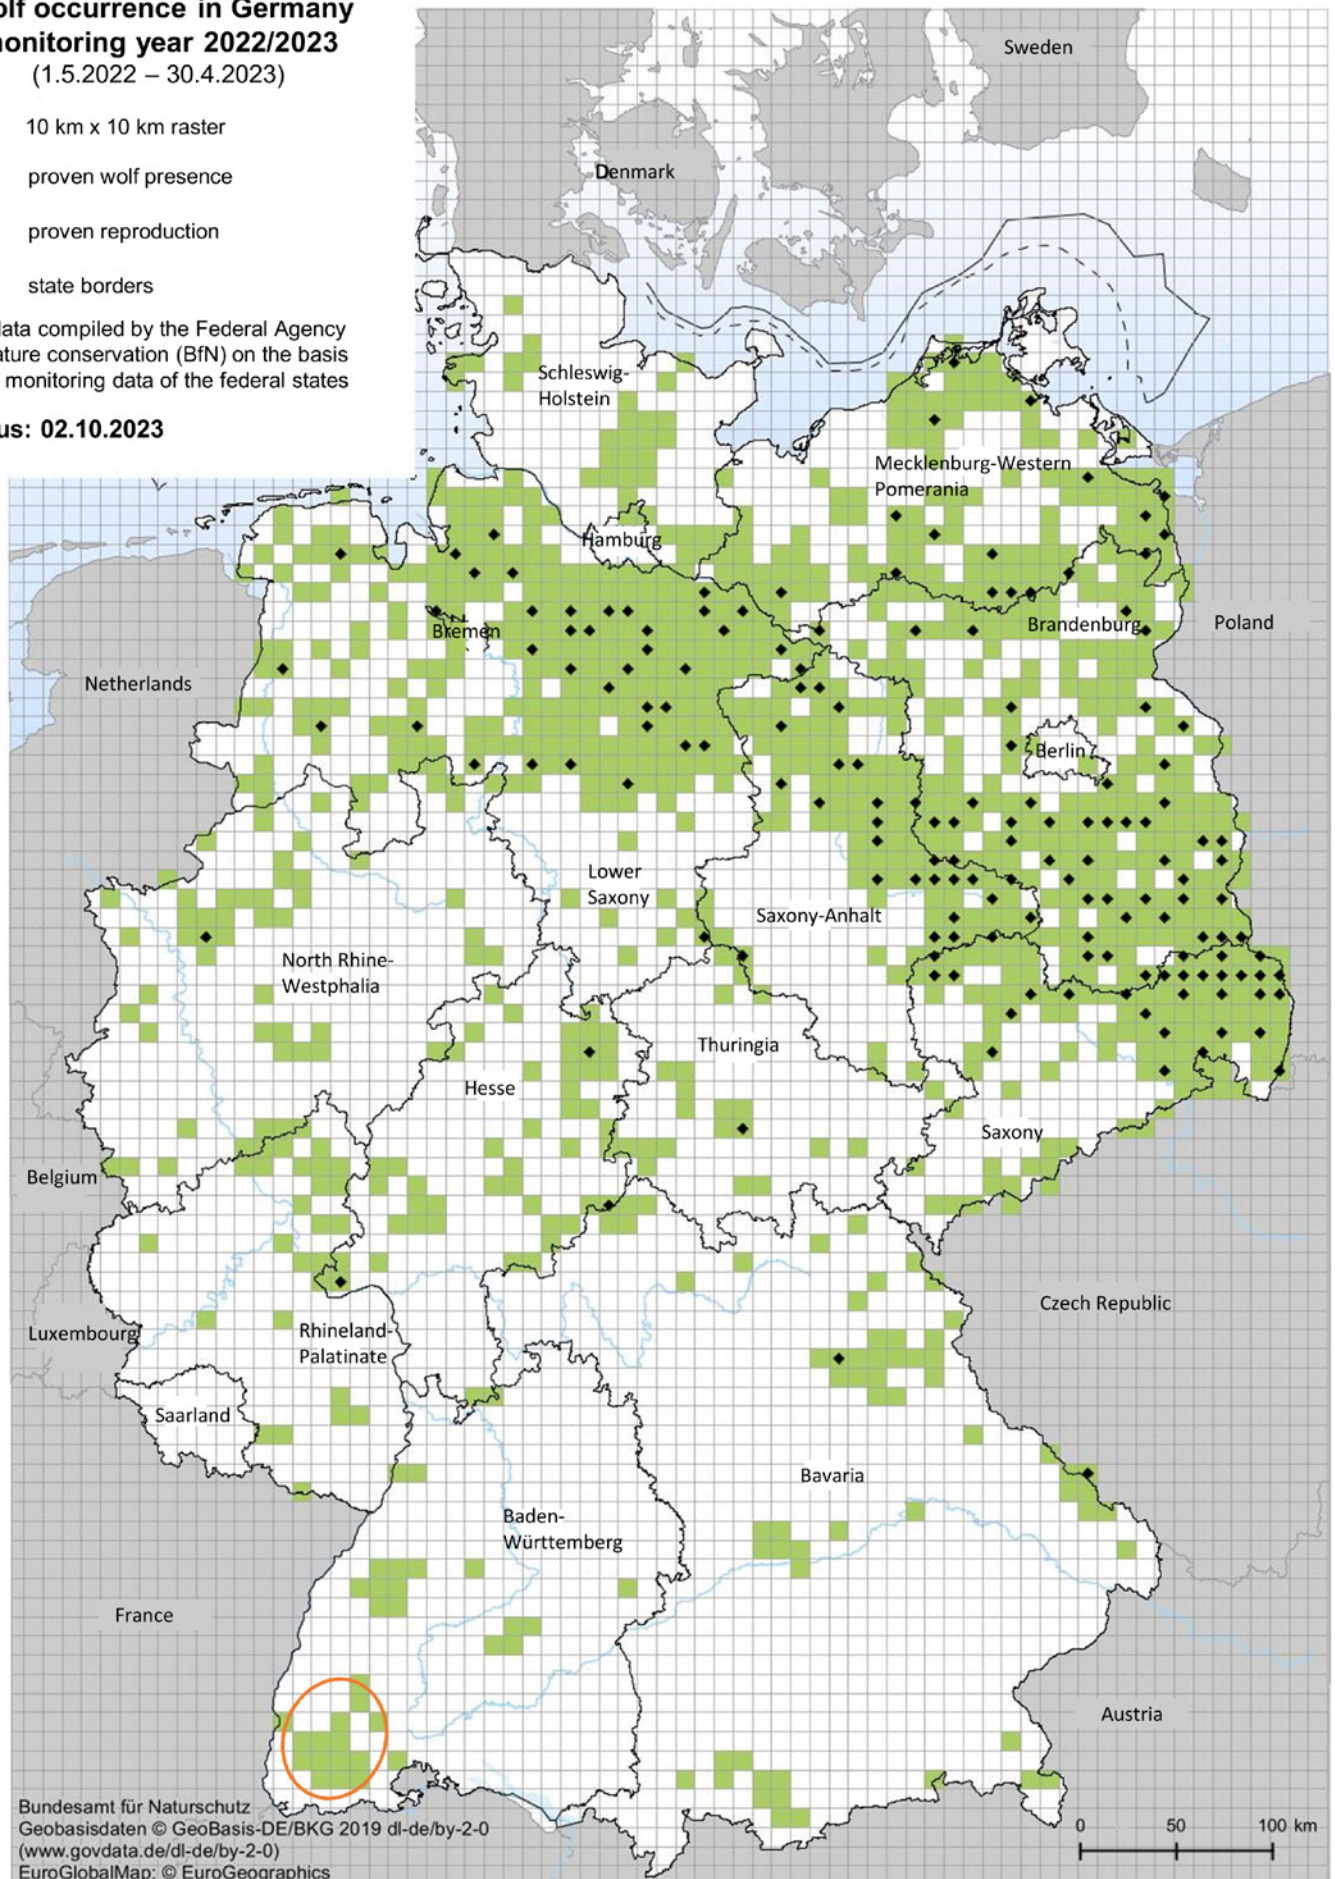 olf occurrence in Germany
onitoring year 2022/2023
(1.5.2022 – 30.4.2023)
10 km x 10 km raster
proven wolf presence
proven reproduction
state borders
data compiled by the Federal Agency
ature conservation (BfN) on the basis
monitoring data of the federal states
us: 02.10.2023
Sweden
Denmark
Schleswig-
Holstein
Mecklenburg-Western
Pomerania
Hamburg
Bremen
Brandenburg
Poland
Netherlands
Berlin
Lower
Saxony
Saxony-Anhalt
North Rhine-
Westphalia
Thuringia
Hesse
Saxony
Belgium
Czech Republic
Luxembourg
Rhineland-
Palatinate
Saarland
Bavaria
Baden-
Württemberg
France
Austria
Bundesamt für Naturschutz
Geobasisdaten © GeoBasis-DE/BKG 2019 dl-de/by-2-0
(www.govdata.de/dl-de/by-2-0)
EuroGlobalMap: © EuroGeographics
0 50 100 km